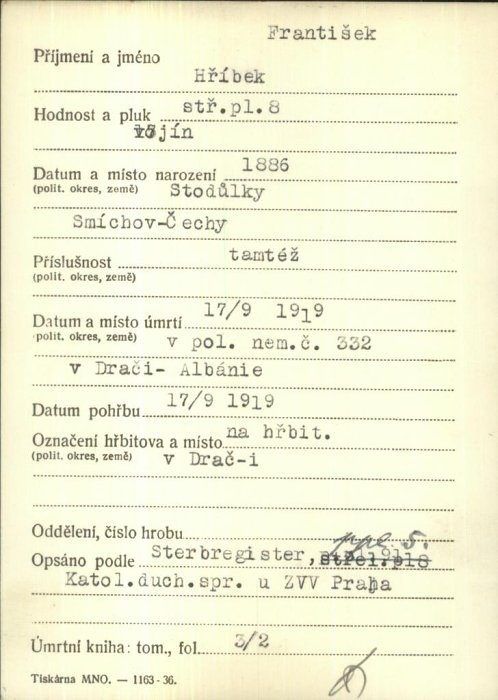 František
Příjmení a jméno
Hříbek
Hodnost a pluk stř.pl.8
vojín
Datum a místo narození 1886
(polit. okres, země) Stodůlky
Smíchov-Čechy
Příslušnost tamtéž
(polit. okres, země)
Datum a místo úmrtí 17/9 1919
(polit. okres, země) v pol. nem.č. 332
v Drači- Albánie
Datum pohřbu 17/9 1919
Označení hřbitova a místo na hřbit.
(polit. okres, země) v Drač-i
Oddělení, číslo hrobu
Opsáno podle Sterbregister, 5.
Katol.duch.spr. u ZVV Praha
Úmrtní kniha: tom., fol. 3/2
Tiskárna MNO. — 1163-36.